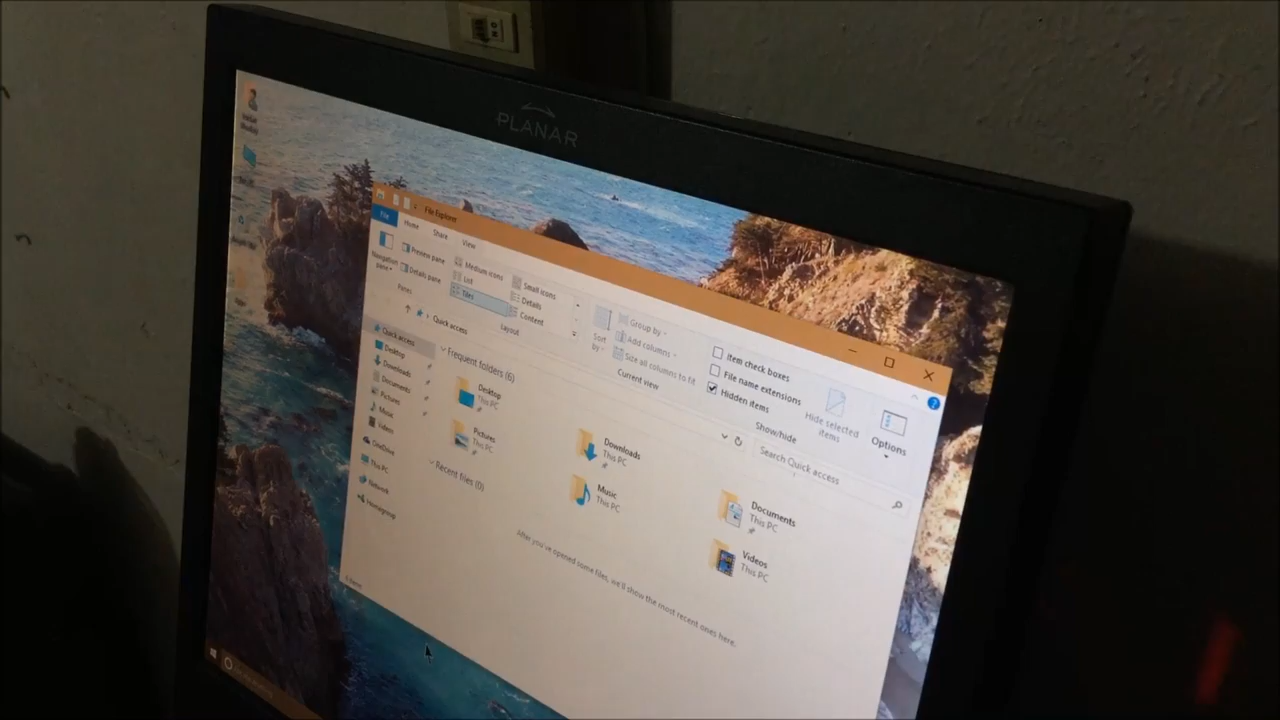 PLANAR
File Explorer
File
Home
Share
View
Navigation
pane
Preview pane
Details pane
Panes
Medium icons
Small icons
List
Details
Tiles
Content
Layout
Sort
by
Group by
Add columns
Size all columns to fit
Current view
Item check boxes
File name extensions
Hidden items
Hide selected
items
Show/hide
Options
Quick access
Search Quick access
Quick access
Desktop
Downloads
Documents
Pictures
Music
Videos
OneDrive
This PC
Network
Homegroup
Frequent folders (6)
Desktop
This PC
Downloads
This PC
Documents
This PC
Pictures
This PC
Music
This PC
Videos
This PC
Recent files (0)
After you've opened some files, we'll show the most recent ones here.